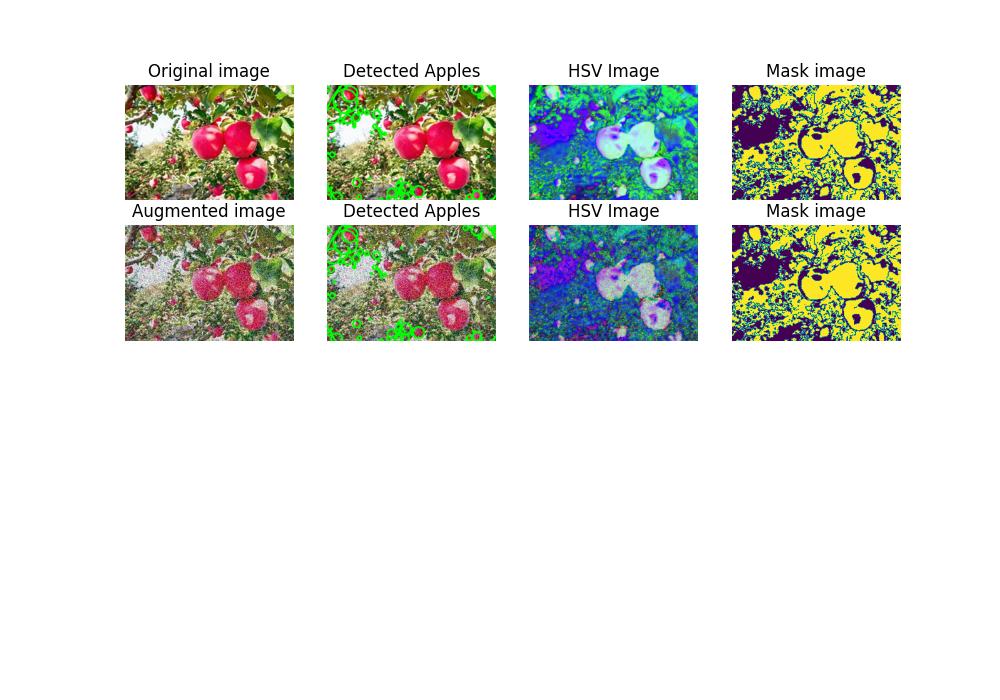 Original image
Detected Apples
HSV Image
Mask image
Augmented image
Detected Apples
HSV Image
Mask image